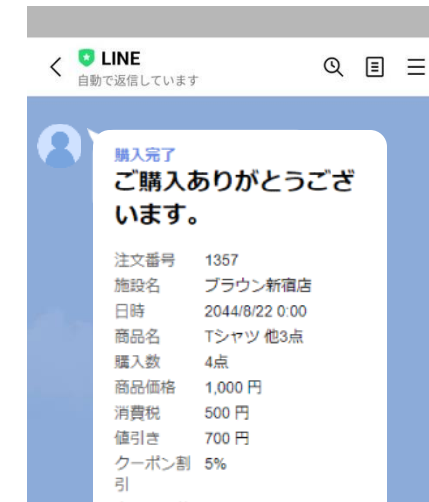 LINE
自動で返信しています
購入完了
ご購入ありがとうござ
います。
注文番号 1357
施設名 ブラウン新宿店
日時 2044/8/22 0:00
商品名 Tシャツ 他3点
購入数 4点
商品価格 1,000 円
消費税 500 円
値引き 700 円
クーポン割 5%
引